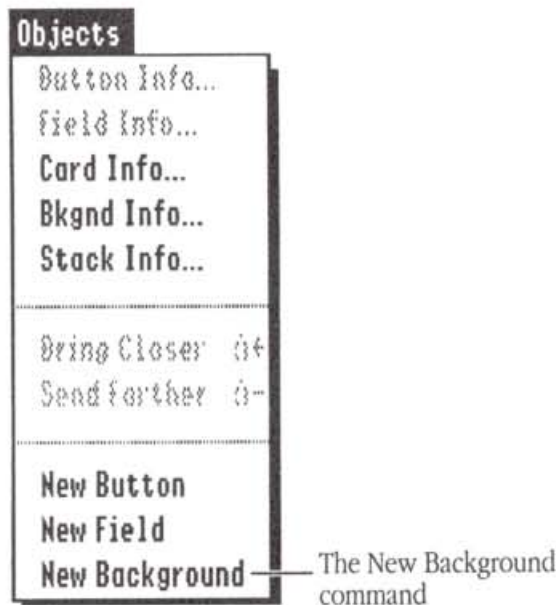 Objects
Button Info...
Field Info...
Card Info...
Bkgnd Info...
Stack Info...
Bring Closer ⌘+
Send Farther ⌘-
New Button
New Field
New Background
The New Background
command